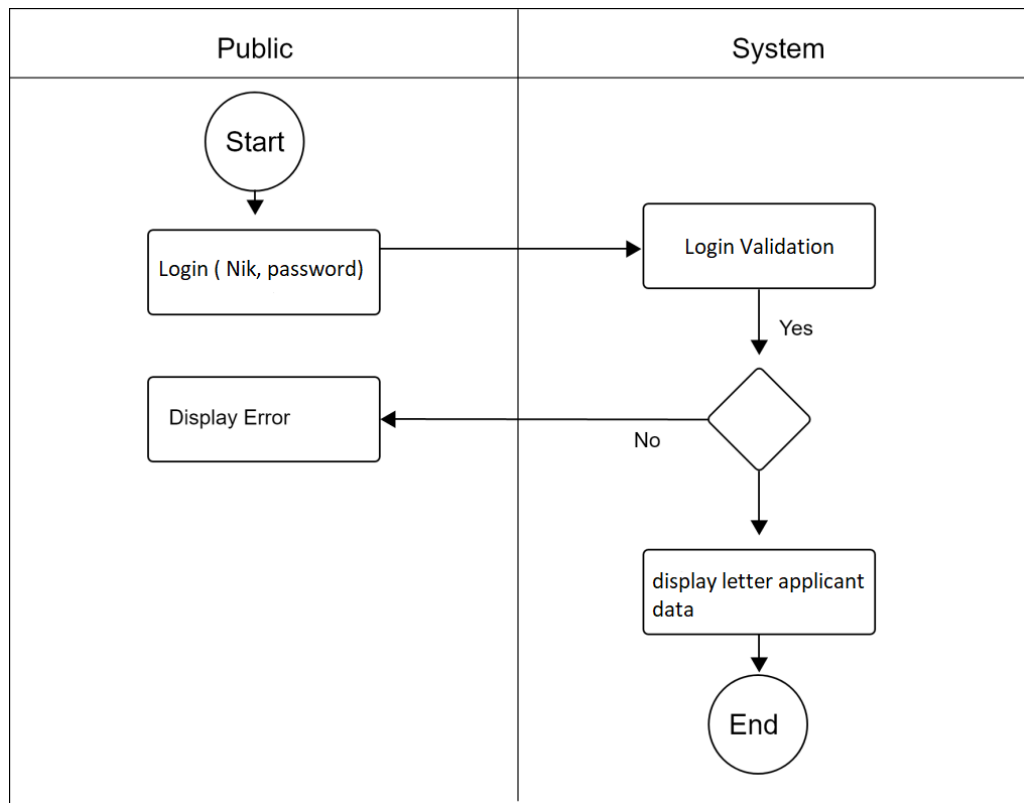 Public
System
Start
Login ( Nik, password)
Login Validation
Yes
Display Error
No
display letter applicant
data
End